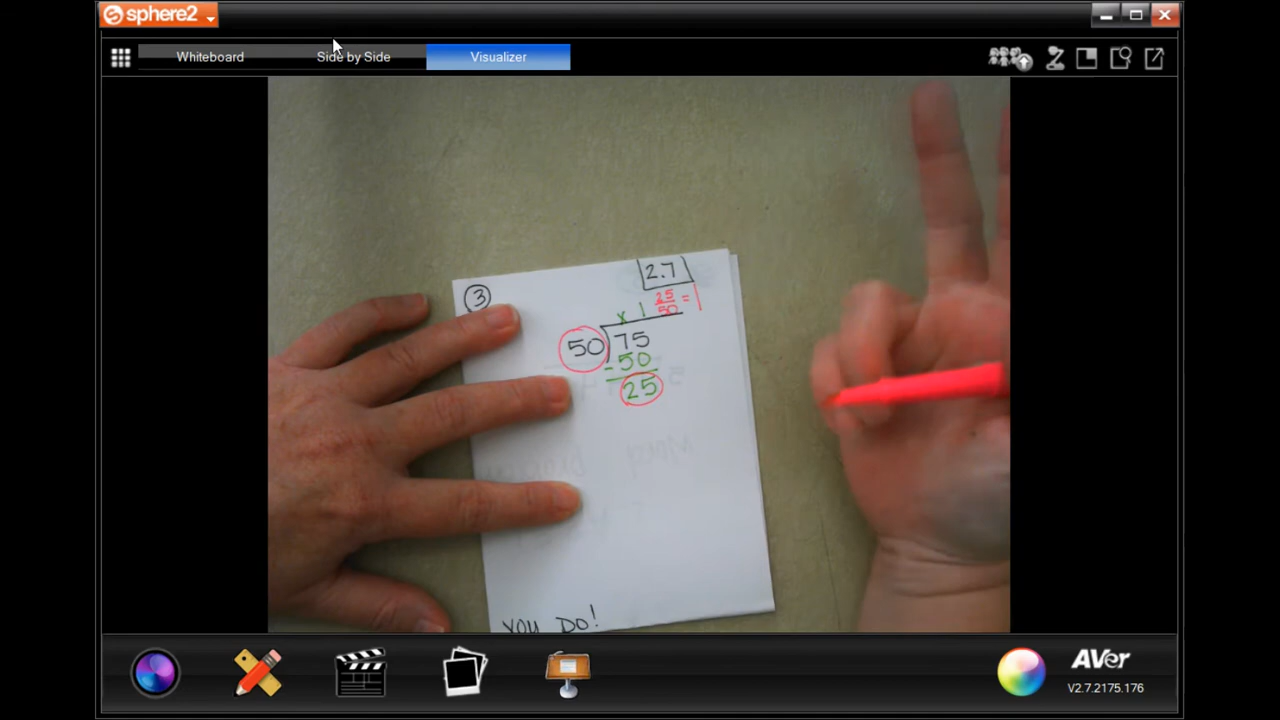 sphere2
Whiteboard Side by Side Visualizer
2.7
3
x 1 25/50 = 1
50 75
- 50
25
YOU DO!
AVer
V2.7.2175.176